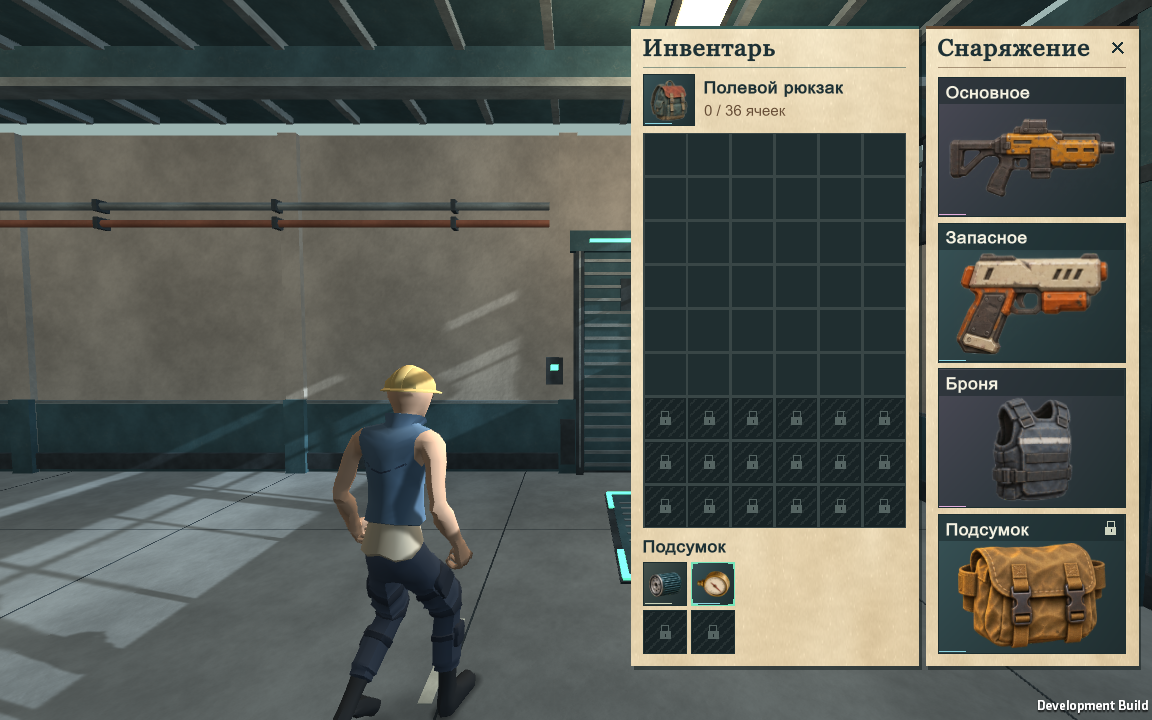 Инвентарь
Полевой рюкзак
0 / 36 ячеек
Подсумок
Снаряжение
Основное
Запасное
Броня
Подсумок
Development Build